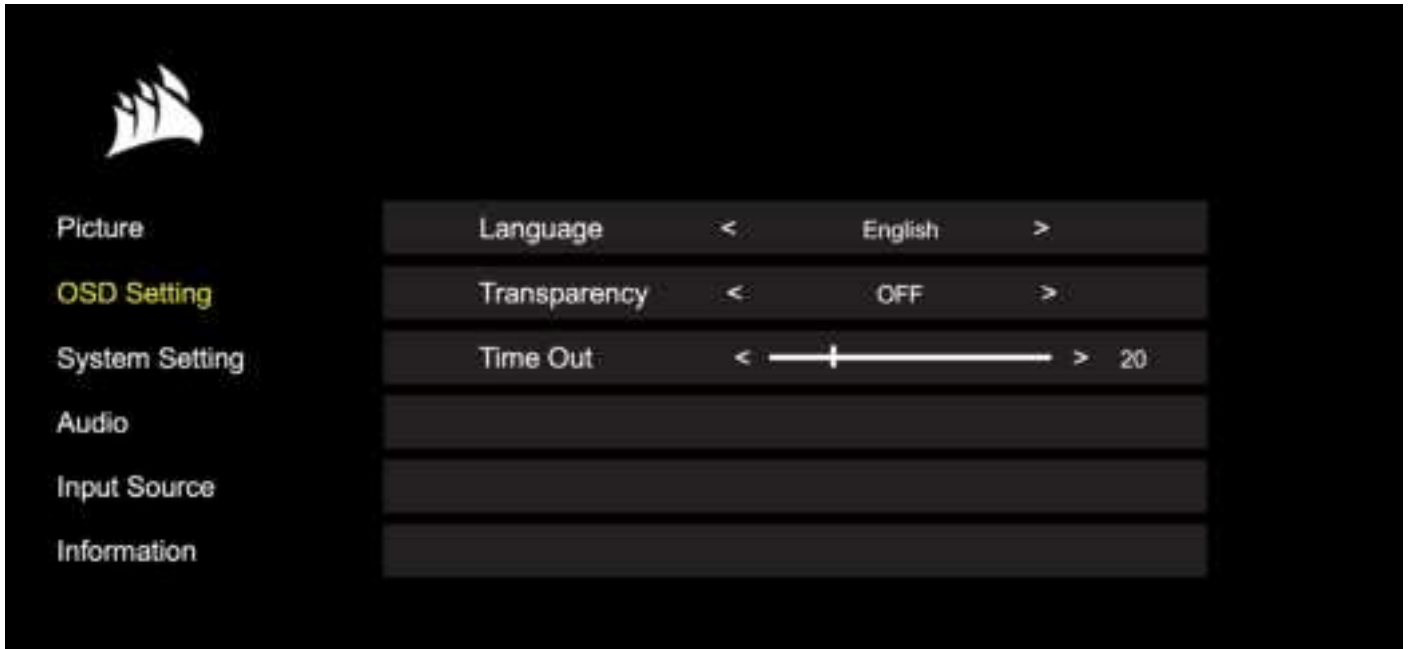 Picture Language < English >
OSD Setting Transparency < OFF >
System Setting Time Out < > 20
Audio
Input Source
Information